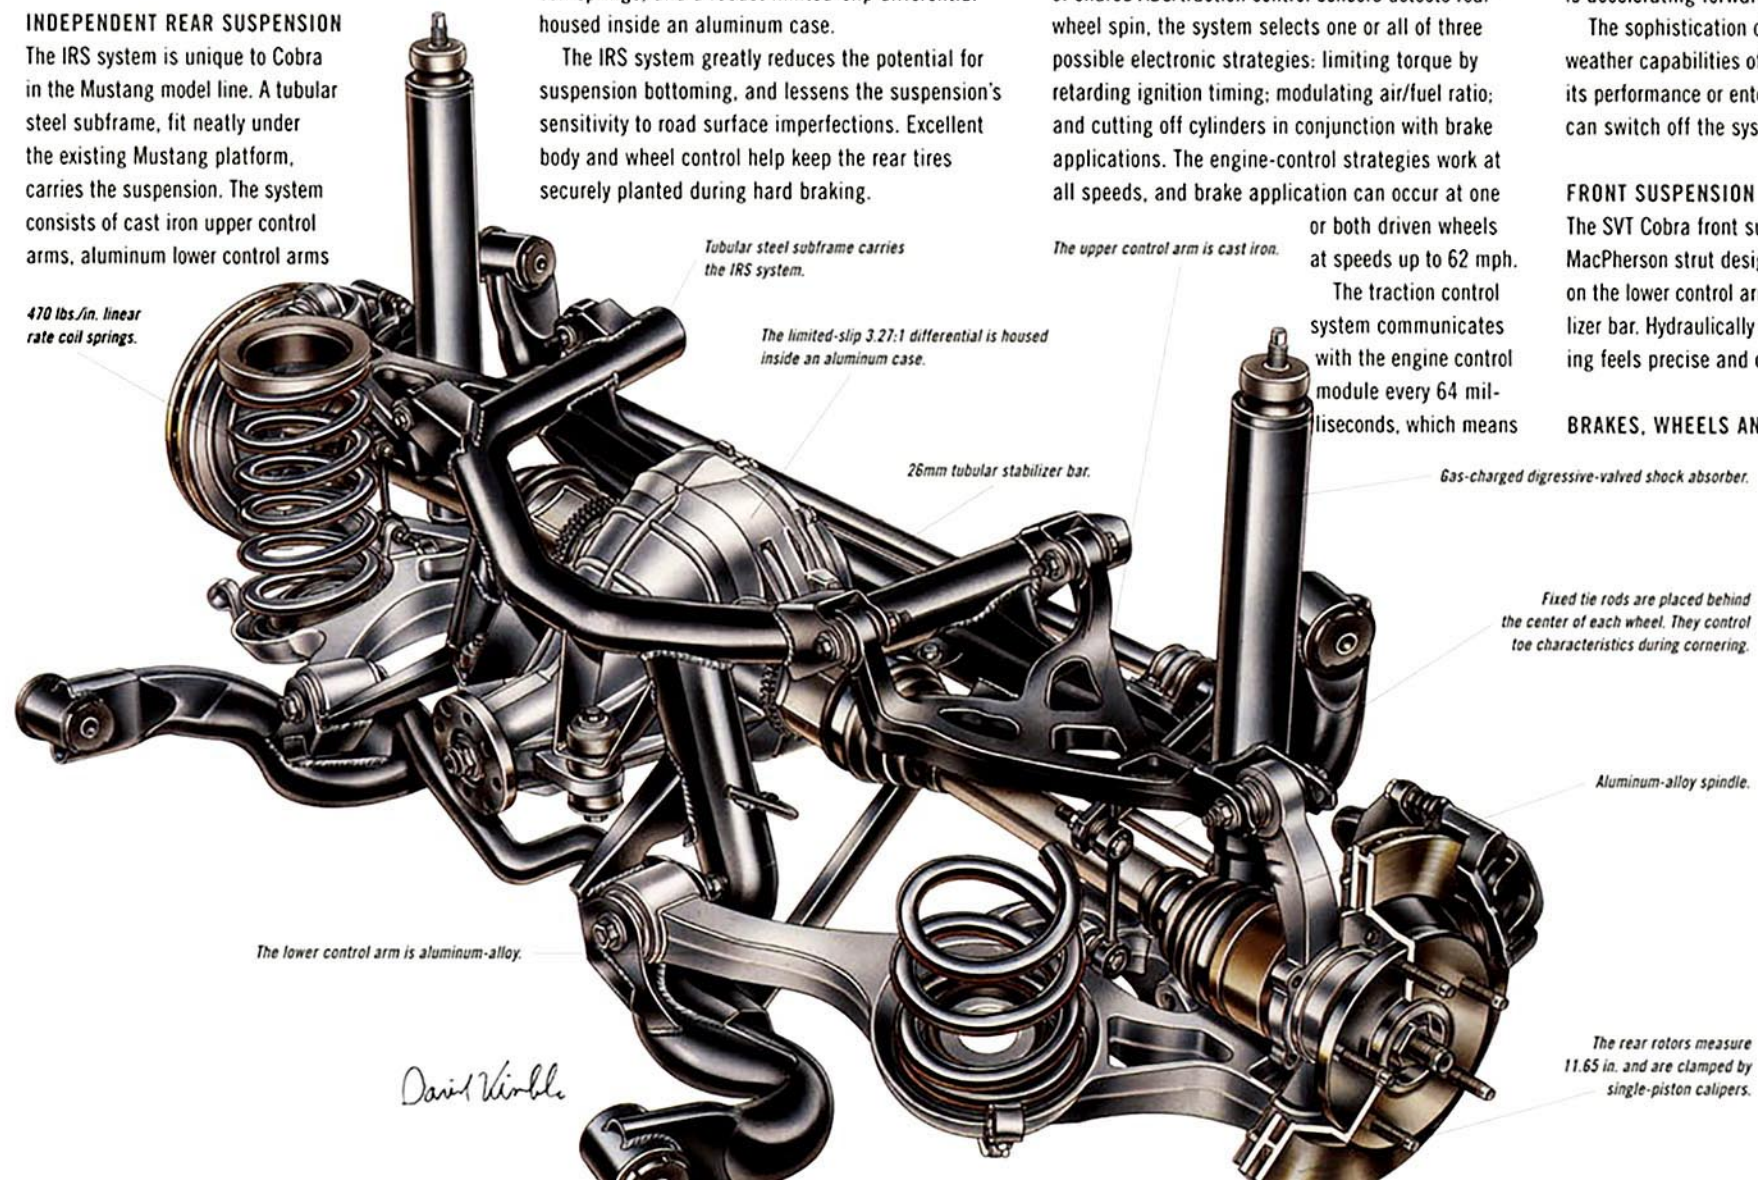 INDEPENDENT REAR SUSPENSION
The IRS system is unique to Cobra
in the Mustang model line. A tubular
steel subframe, fit neatly under
the existing Mustang platform,
carries the suspension. The system
consists of cast iron upper control
arms, aluminum lower control arms
housed inside an aluminum case.
The IRS system greatly reduces the potential for
suspension bottoming, and lessens the suspension's
sensitivity to road surface imperfections. Excellent
body and wheel control help keep the rear tires
securely planted during hard braking.
wheel spin, the system selects one or all of three
possible electronic strategies: limiting torque by
retarding ignition timing; modulating air/fuel ratio;
and cutting off cylinders in conjunction with brake
applications. The engine-control strategies work at
all speeds, and brake application can occur at one
or both driven wheels
at speeds up to 62 mph.
The traction control
system communicates
with the engine control
module every 64 mil-
liseconds, which means
The sophistication
weather capabilities
its performance or
can switch off the
FRONT SUSPENSION
The SVT Cobra front
MacPherson strut
on the lower control
lizer bar. Hydraulically
ing feels precise and
BRAKES, WHEELS
470 lbs./in. linear
rate coil springs.
Tubular steel subframe carries
the IRS system.
The limited-slip 3.27:1 differential is housed
inside an aluminum case.
The upper control arm is cast iron.
26mm tubular stabilizer bar.
Gas-charged digressive-valved shock absorber.
Fixed tie rods are placed behind
the center of each wheel. They control
toe characteristics during cornering.
Aluminum-alloy spindle.
The lower control arm is aluminum-alloy.
The rear rotors measure
11.65 in. and are clamped by
single-piston calipers.
David Kimble